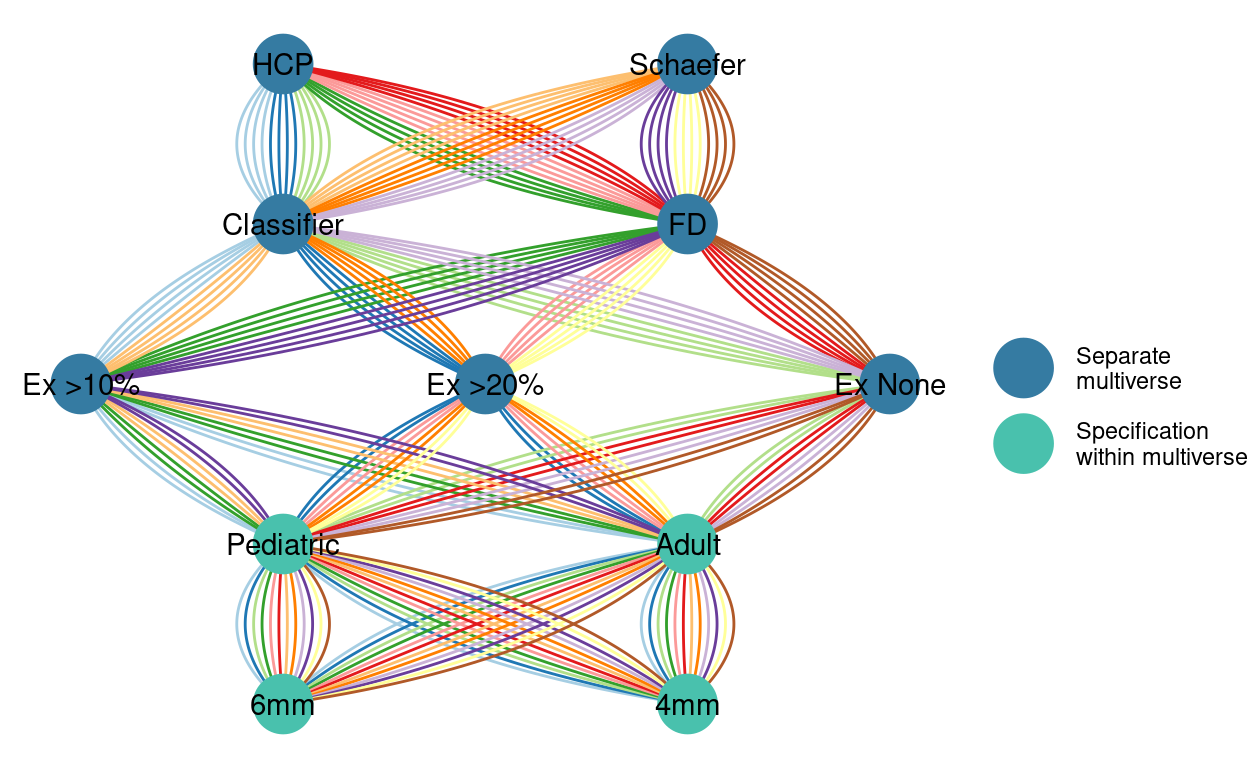 HCP
Schaefer
Classifier
FD
Ex >10%
Ex >20%
Ex None
Separate
multiverse
Specification
within multiverse
Pediatric
Adult
6mm
4mm